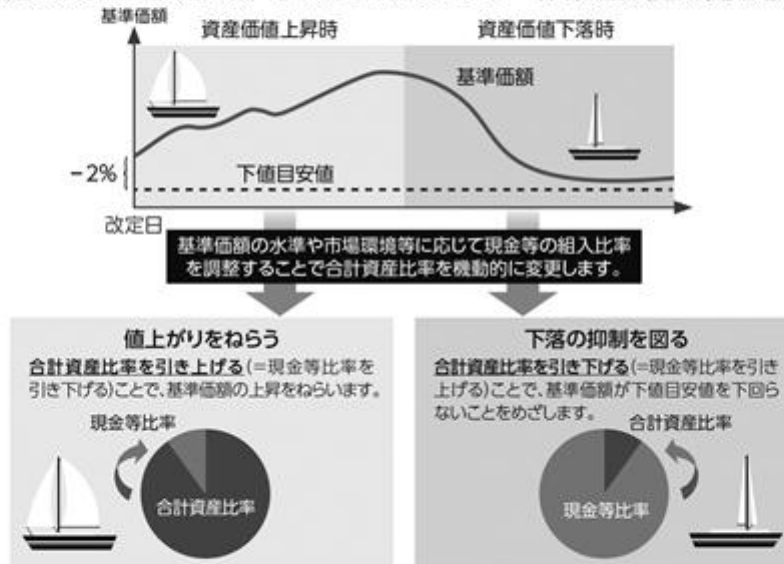 基準価額
資産価値上昇時
資産価値下落時
基準価額
-2%
下値目安値
改定日
基準価額の水準や市場環境等に応じて現金等の組入比率
を調整することで合計資産比率を機動的に変更します。
値上がりをねらう
合計資産比率を引き上げる(=現金等比率を
引き下げる)ことで、基準価額の上昇をねらいます。
現金等比率
合計資産比率
下落の抑制を図る
合計資産比率を引き下げる(=現金等比率を引き
上げる)ことで、基準価額が下値目安値を下回ら
ないことをめざします。
合計資産比率
現金等比率